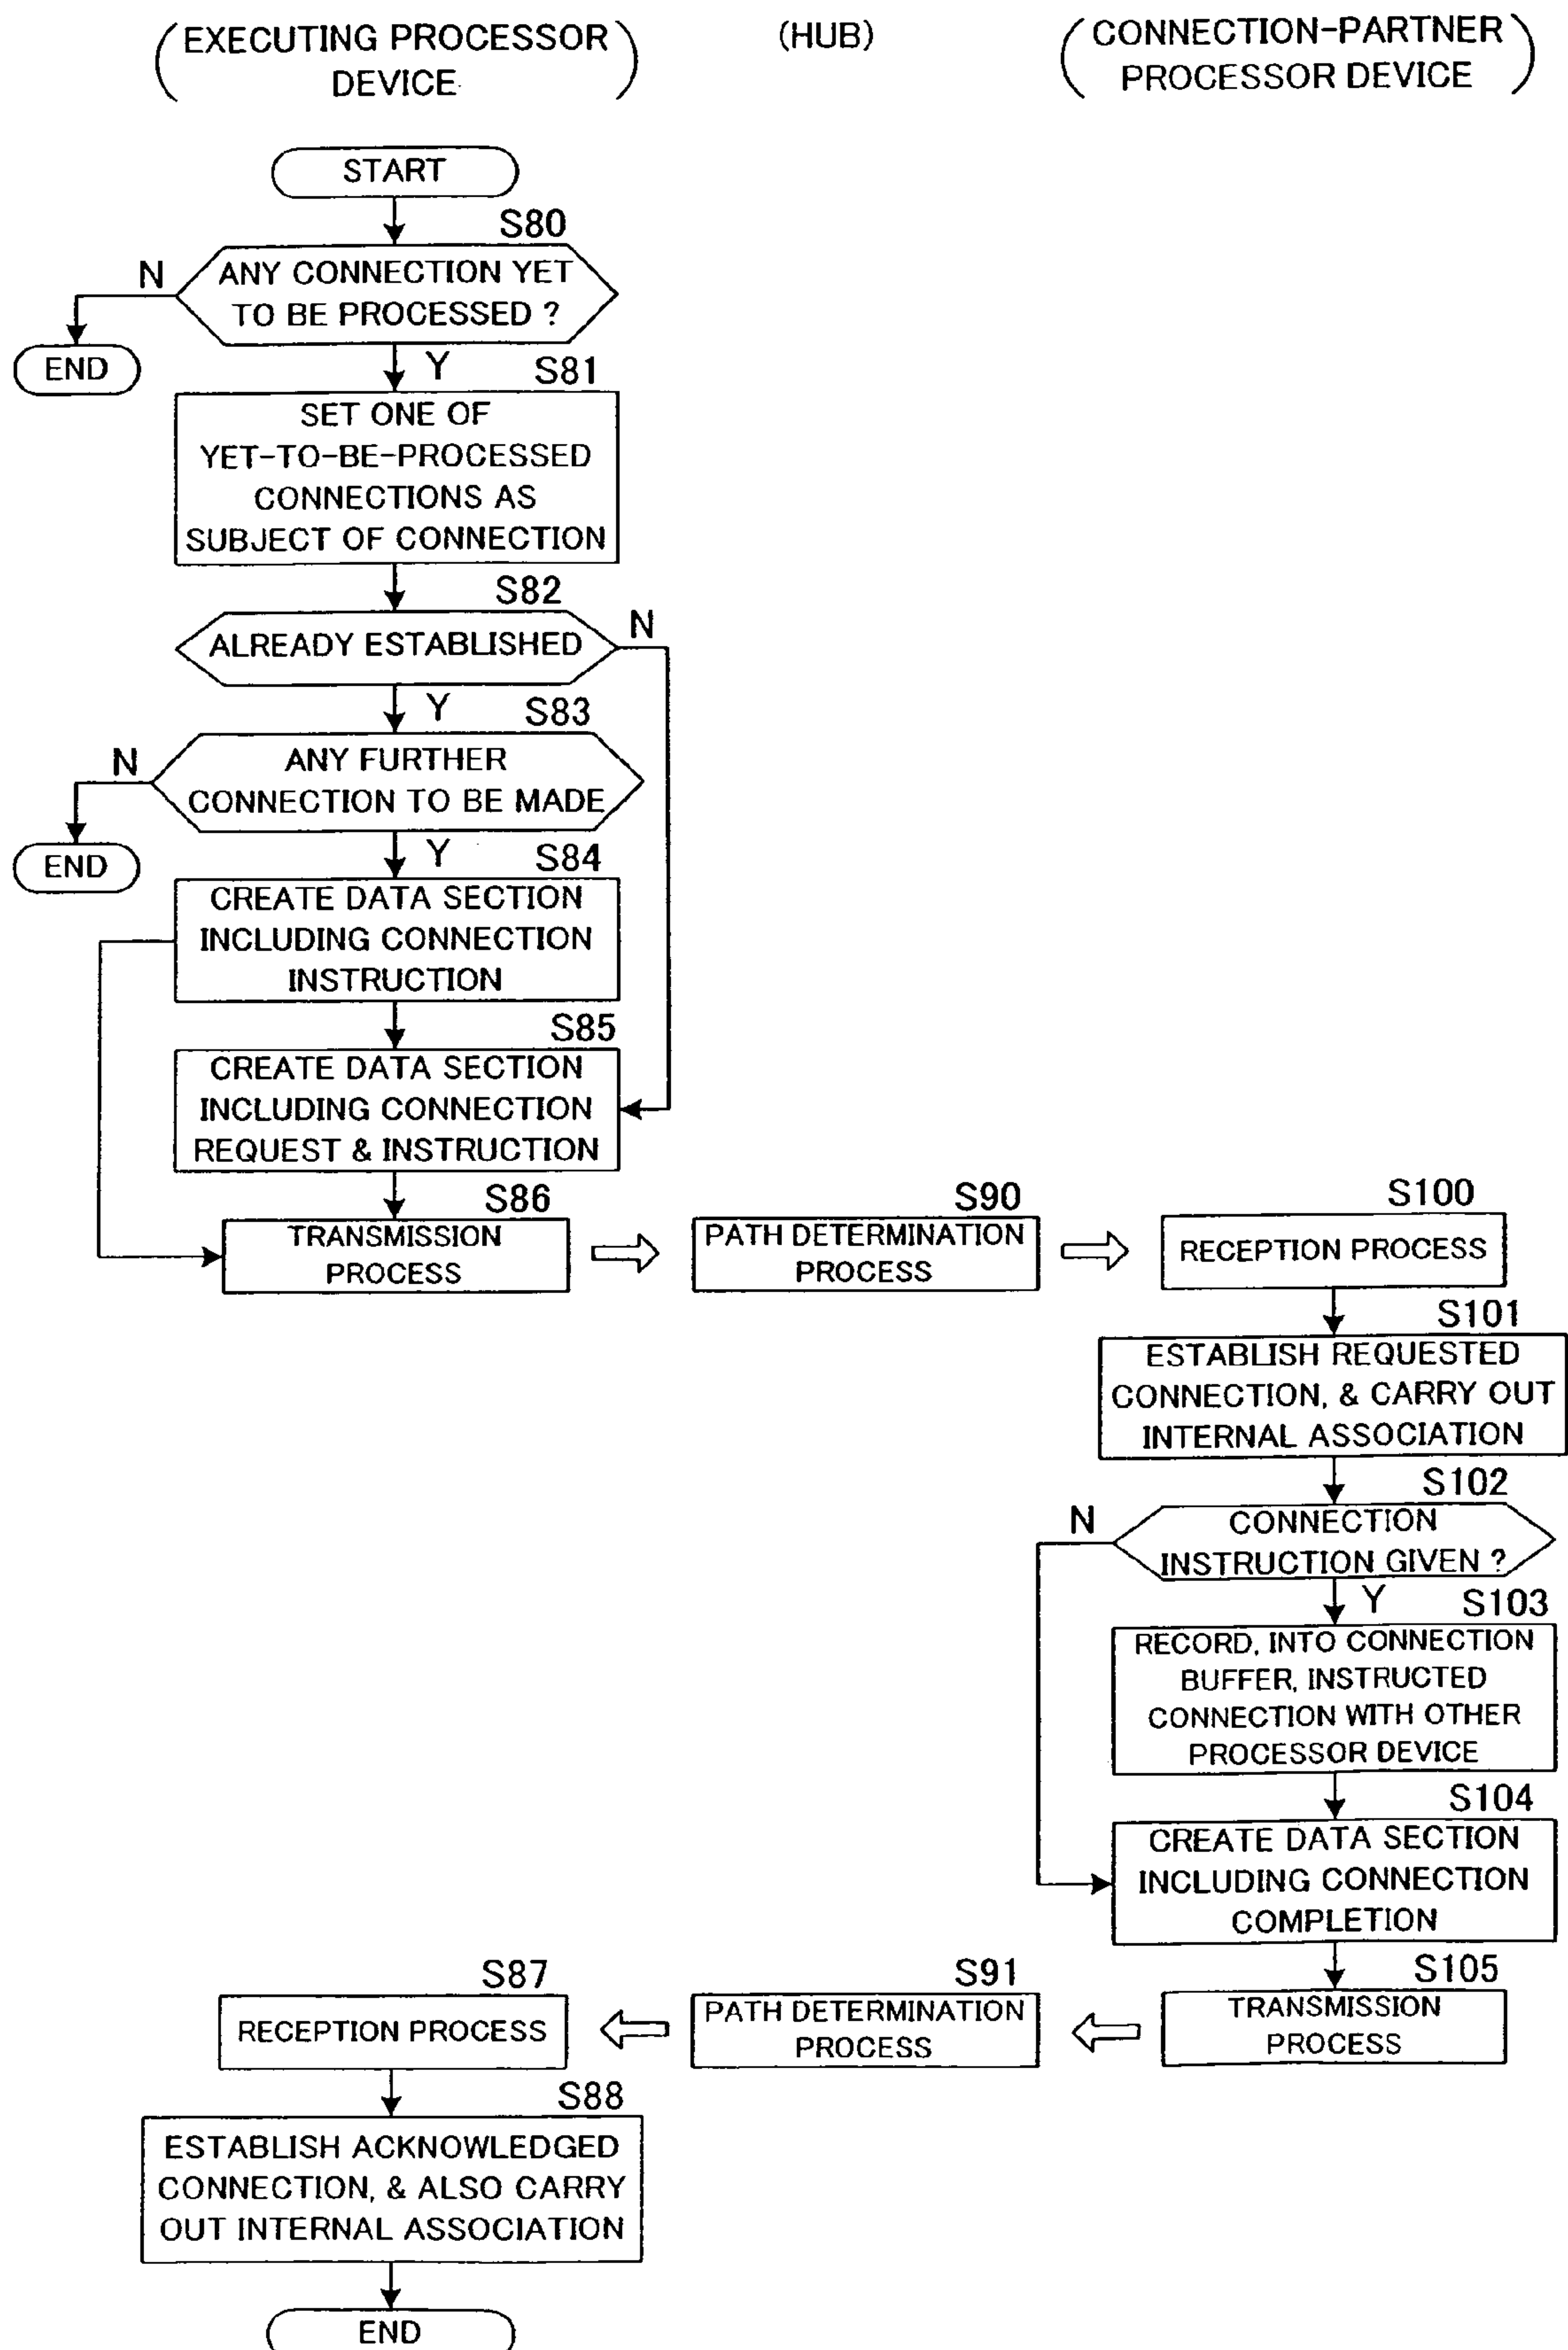 (EXECUTING PROCESSOR
DEVICE)
(HUB)
(CONNECTION-PARTNER
PROCESSOR DEVICE)
START
S80
ANY CONNECTION YET
TO BE PROCESSED ?
N
END
Y
S81
SET ONE OF
YET-TO-BE-PROCESSED
CONNECTIONS AS
SUBJECT OF CONNECTION
S82
ALREADY ESTABLISHED
N
Y
S83
ANY FURTHER
CONNECTION TO BE MADE
N
END
Y
S84
CREATE DATA SECTION
INCLUDING CONNECTION
INSTRUCTION
S85
CREATE DATA SECTION
INCLUDING CONNECTION
REQUEST & INSTRUCTION
S86
TRANSMISSION
PROCESS
S90
PATH DETERMINATION
PROCESS
S100
RECEPTION PROCESS
S101
ESTABLISH REQUESTED
CONNECTION, & CARRY OUT
INTERNAL ASSOCIATION
S102
CONNECTION
INSTRUCTION GIVEN ?
N
Y
S103
RECORD, INTO CONNECTION
BUFFER, INSTRUCTED
CONNECTION WITH OTHER
PROCESSOR DEVICE
S104
CREATE DATA SECTION
INCLUDING CONNECTION
COMPLETION
S105
TRANSMISSION
PROCESS
S91
PATH DETERMINATION
PROCESS
S87
RECEPTION PROCESS
S88
ESTABLISH ACKNOWLEDGED
CONNECTION, & ALSO CARRY
OUT INTERNAL ASSOCIATION
END